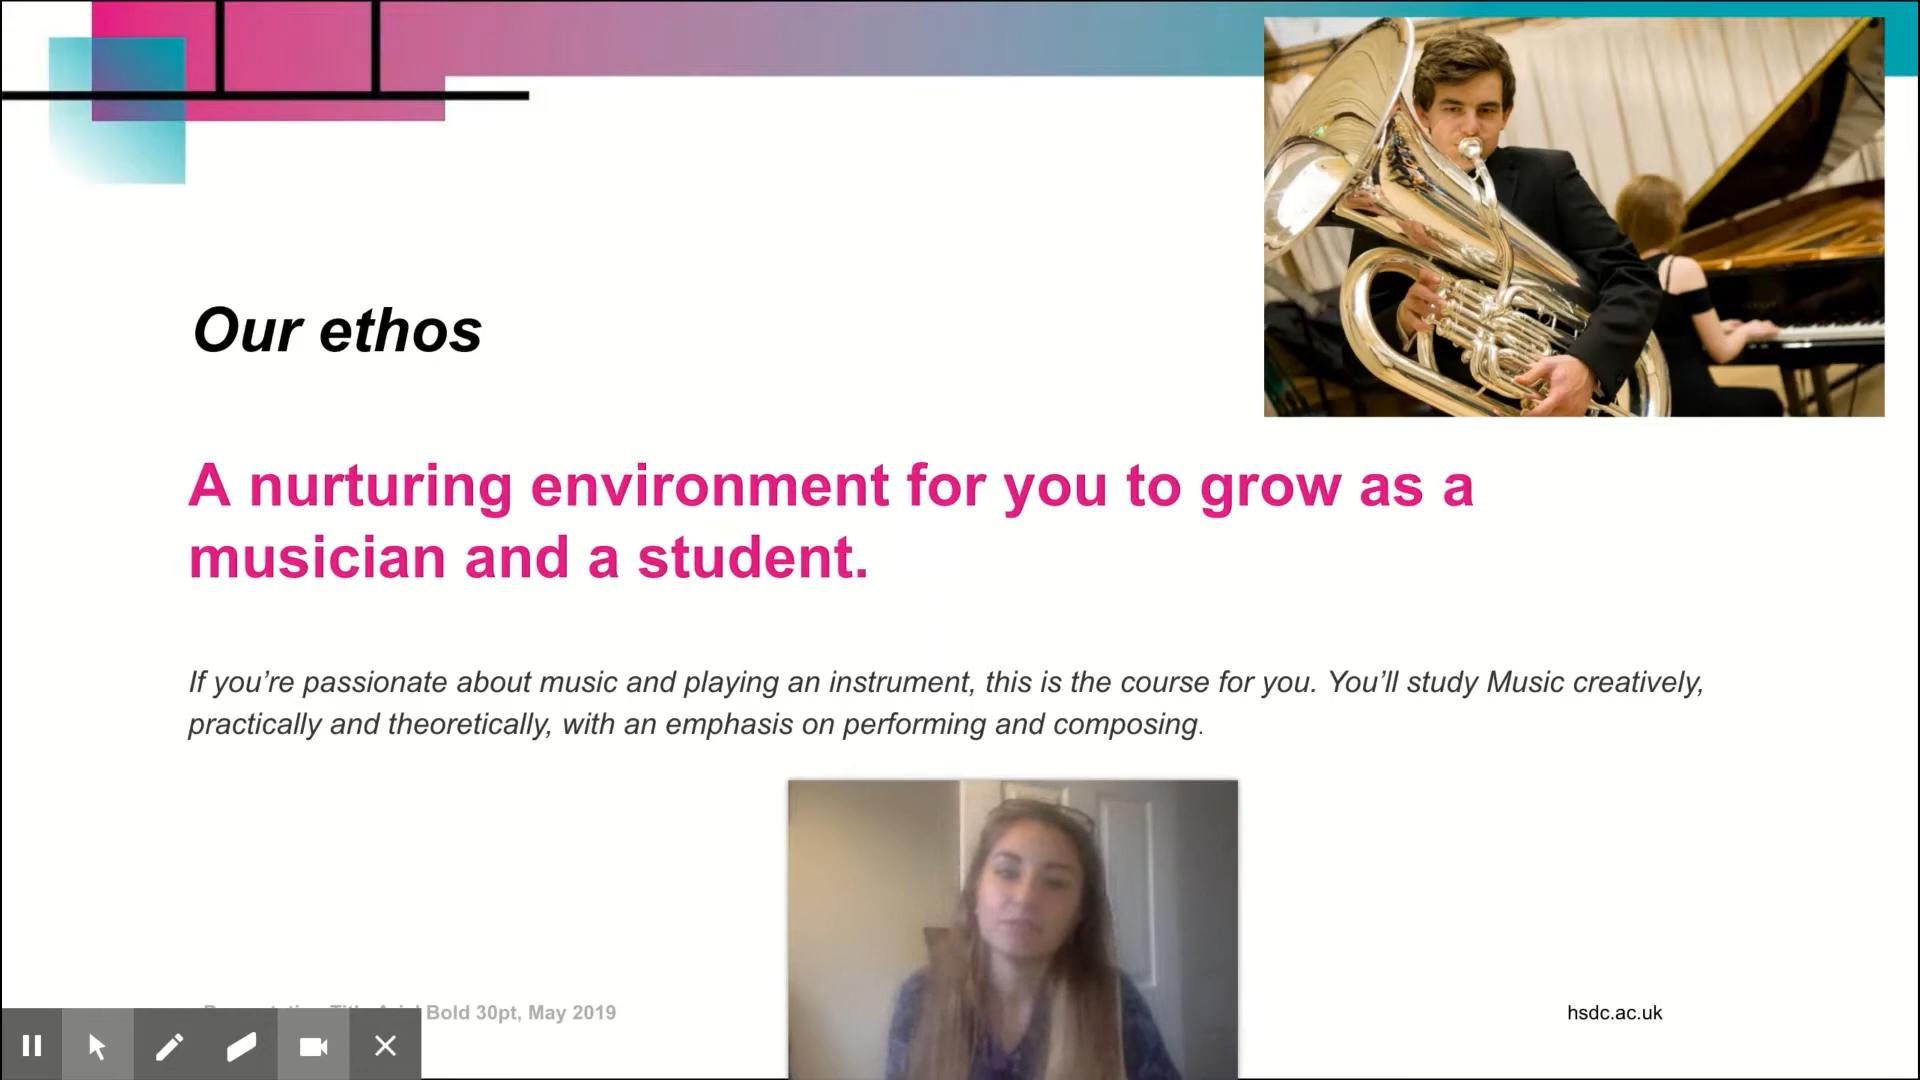 Our ethos
A nurturing environment for you to grow as a
musician and a student.
If you’re passionate about music and playing an instrument, this is the course for you. You’ll study Music creatively,
practically and theoretically, with an emphasis on performing and composing.
Bold 30pt, May 2019
hsdc.ac.uk